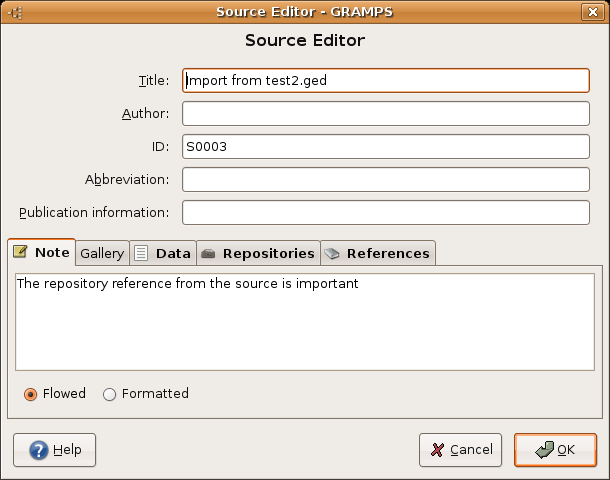 Source Editor - GRAMPS
Source Editor
Title: Import from test2.ged
Author:
ID: S0003
Abbreviation:
Publication information:
Note Gallery Data Repositories References
The repository reference from the source is important
Flowed Formatted
Help Cancel OK